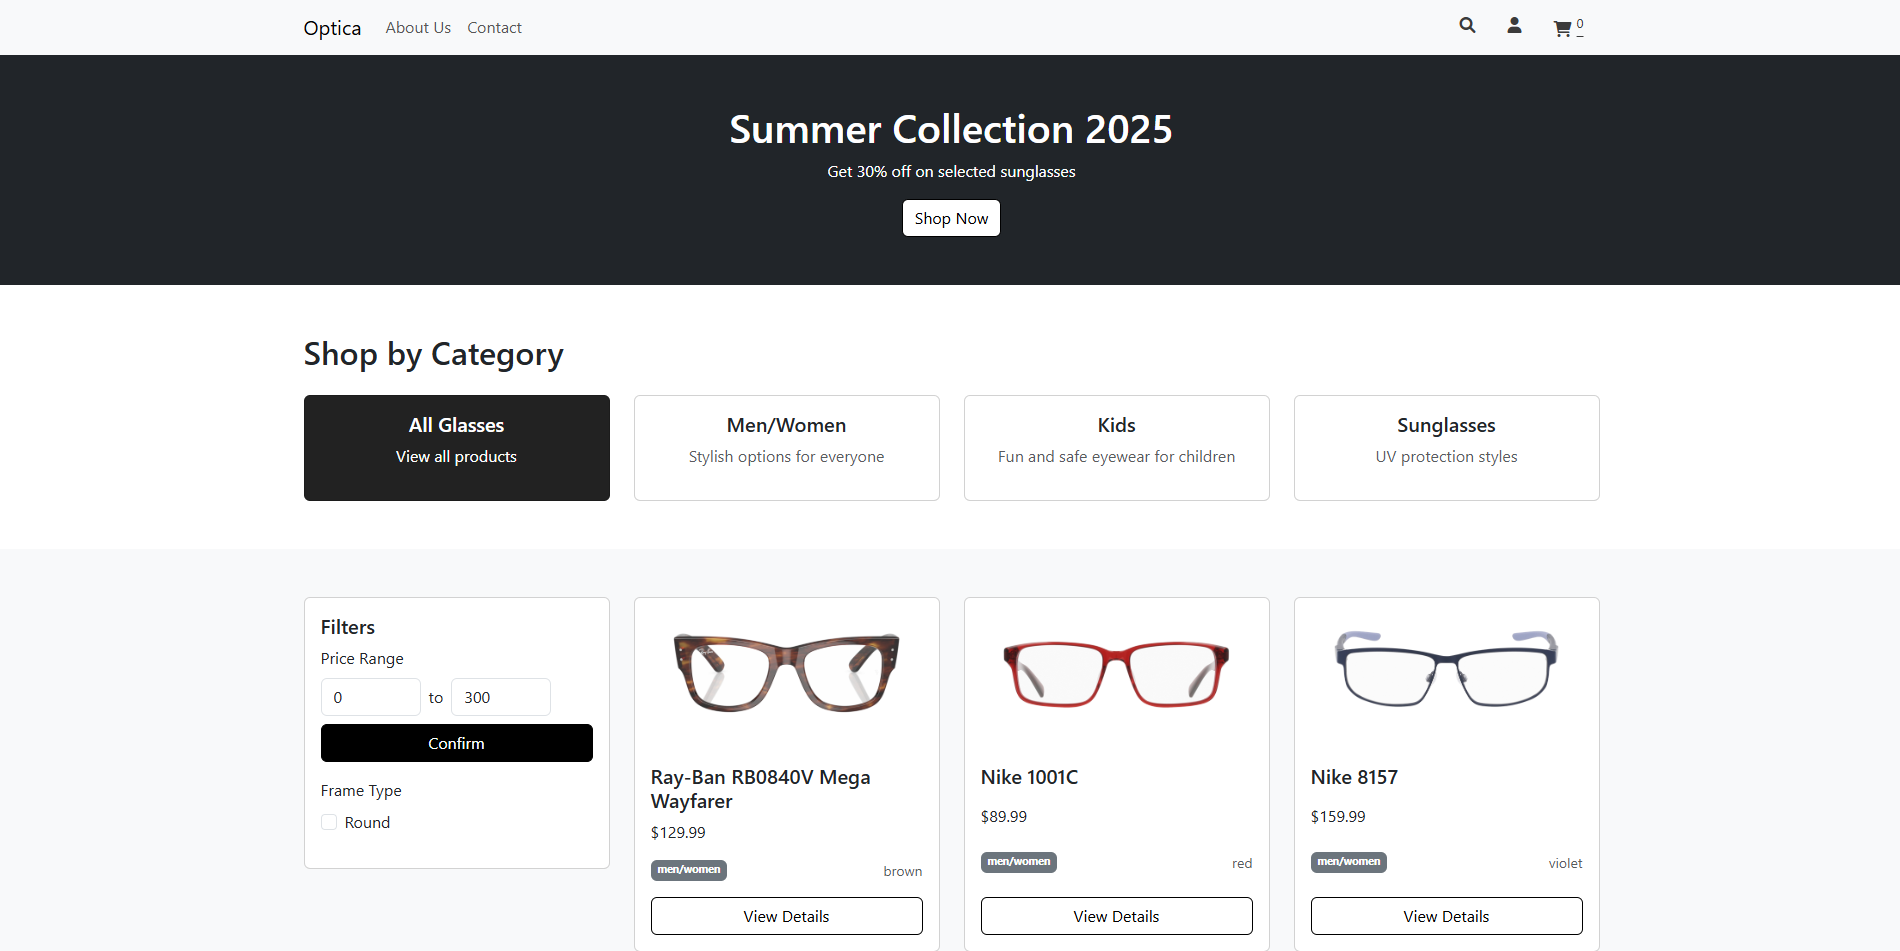 Optica About Us Contact 0
Summer Collection 2025
Get 30% off on selected sunglasses
Shop Now
Shop by Category
All Glasses
View all products
Men/Women
Stylish options for everyone
Kids
Fun and safe eyewear for children
Sunglasses
UV protection styles
Filters
Price Range
0 to 300
Confirm
Frame Type
Round
Ray-Ban RB0840V Mega
Wayfarer
$129.99
men/women brown
View Details
Nike 1001C
$89.99
men/women red
View Details
Nike 8157
$159.99
men/women violet
View Details